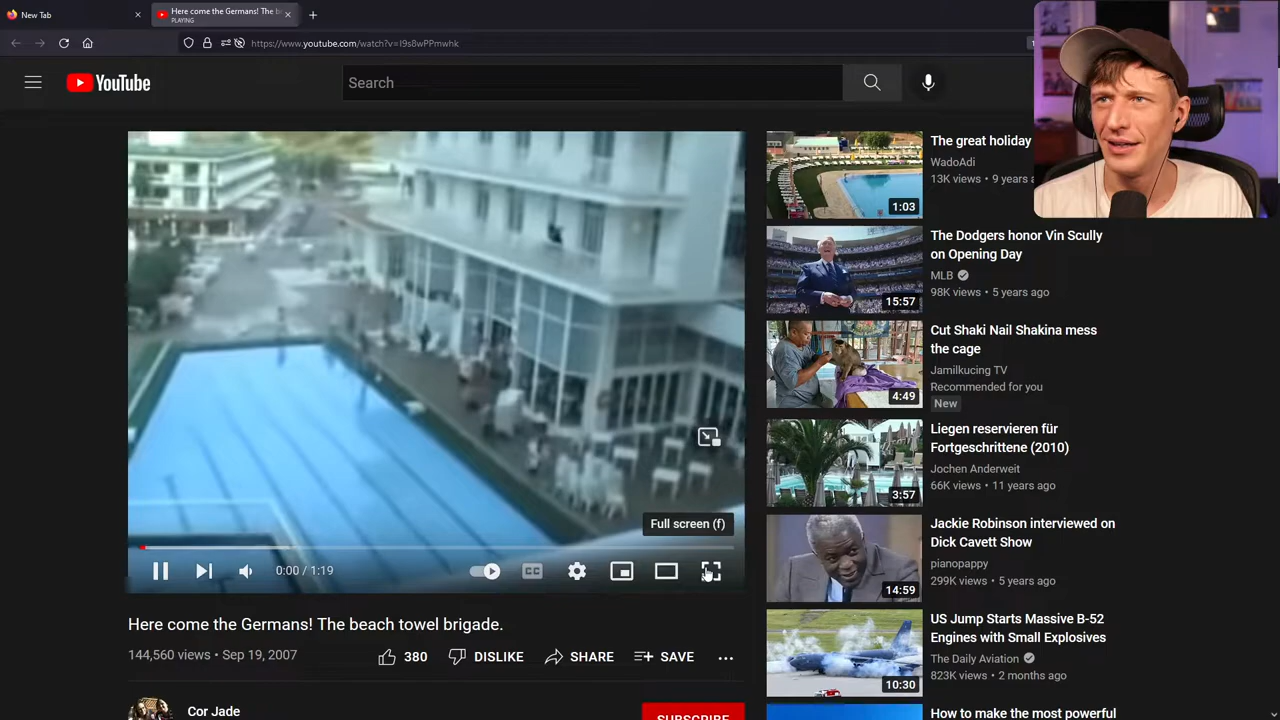 New Tab
Here come the Germans! The b
PLAYING
https://www.youtube.com/watch?v=I9s8wPPmwhk
YouTube
Search
The great holiday
WadoAdi
13K views • 9 years
1:03
The Dodgers honor Vin Scully
on Opening Day
MLB
98K views • 5 years ago
15:57
Cut Shaki Nail Shakina mess
the cage
Jamilkucing TV
Recommended for you
New
4:49
Liegen reservieren für
Fortgeschrittene (2010)
Jochen Anderweit
66K views • 11 years ago
3:57
Full screen (f)
Jackie Robinson interviewed on
Dick Cavett Show
pianopappy
299K views • 5 years ago
14:59
0:00 / 1:19
CC
Here come the Germans! The beach towel brigade.
144,560 views • Sep 19, 2007
380
DISLIKE
SHARE
SAVE
US Jump Starts Massive B-52
Engines with Small Explosives
The Daily Aviation
823K views • 2 months ago
10:30
Cor Jade
SUBSCRIBE
How to make the most powerful